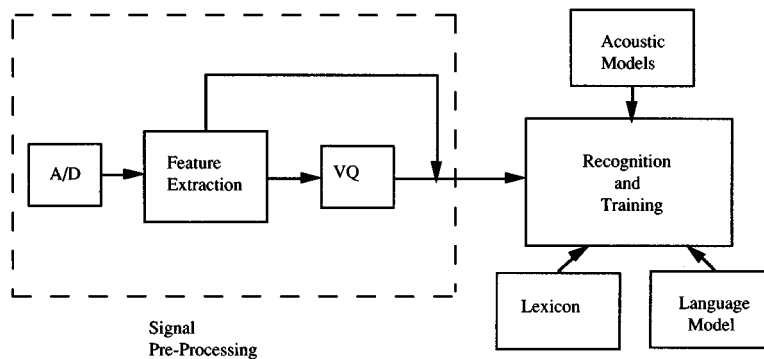 Acoustic
Models
A/D
Feature
Extraction
VQ
Recognition
and
Training
Lexicon
Language
Model
Signal
Pre-Processing